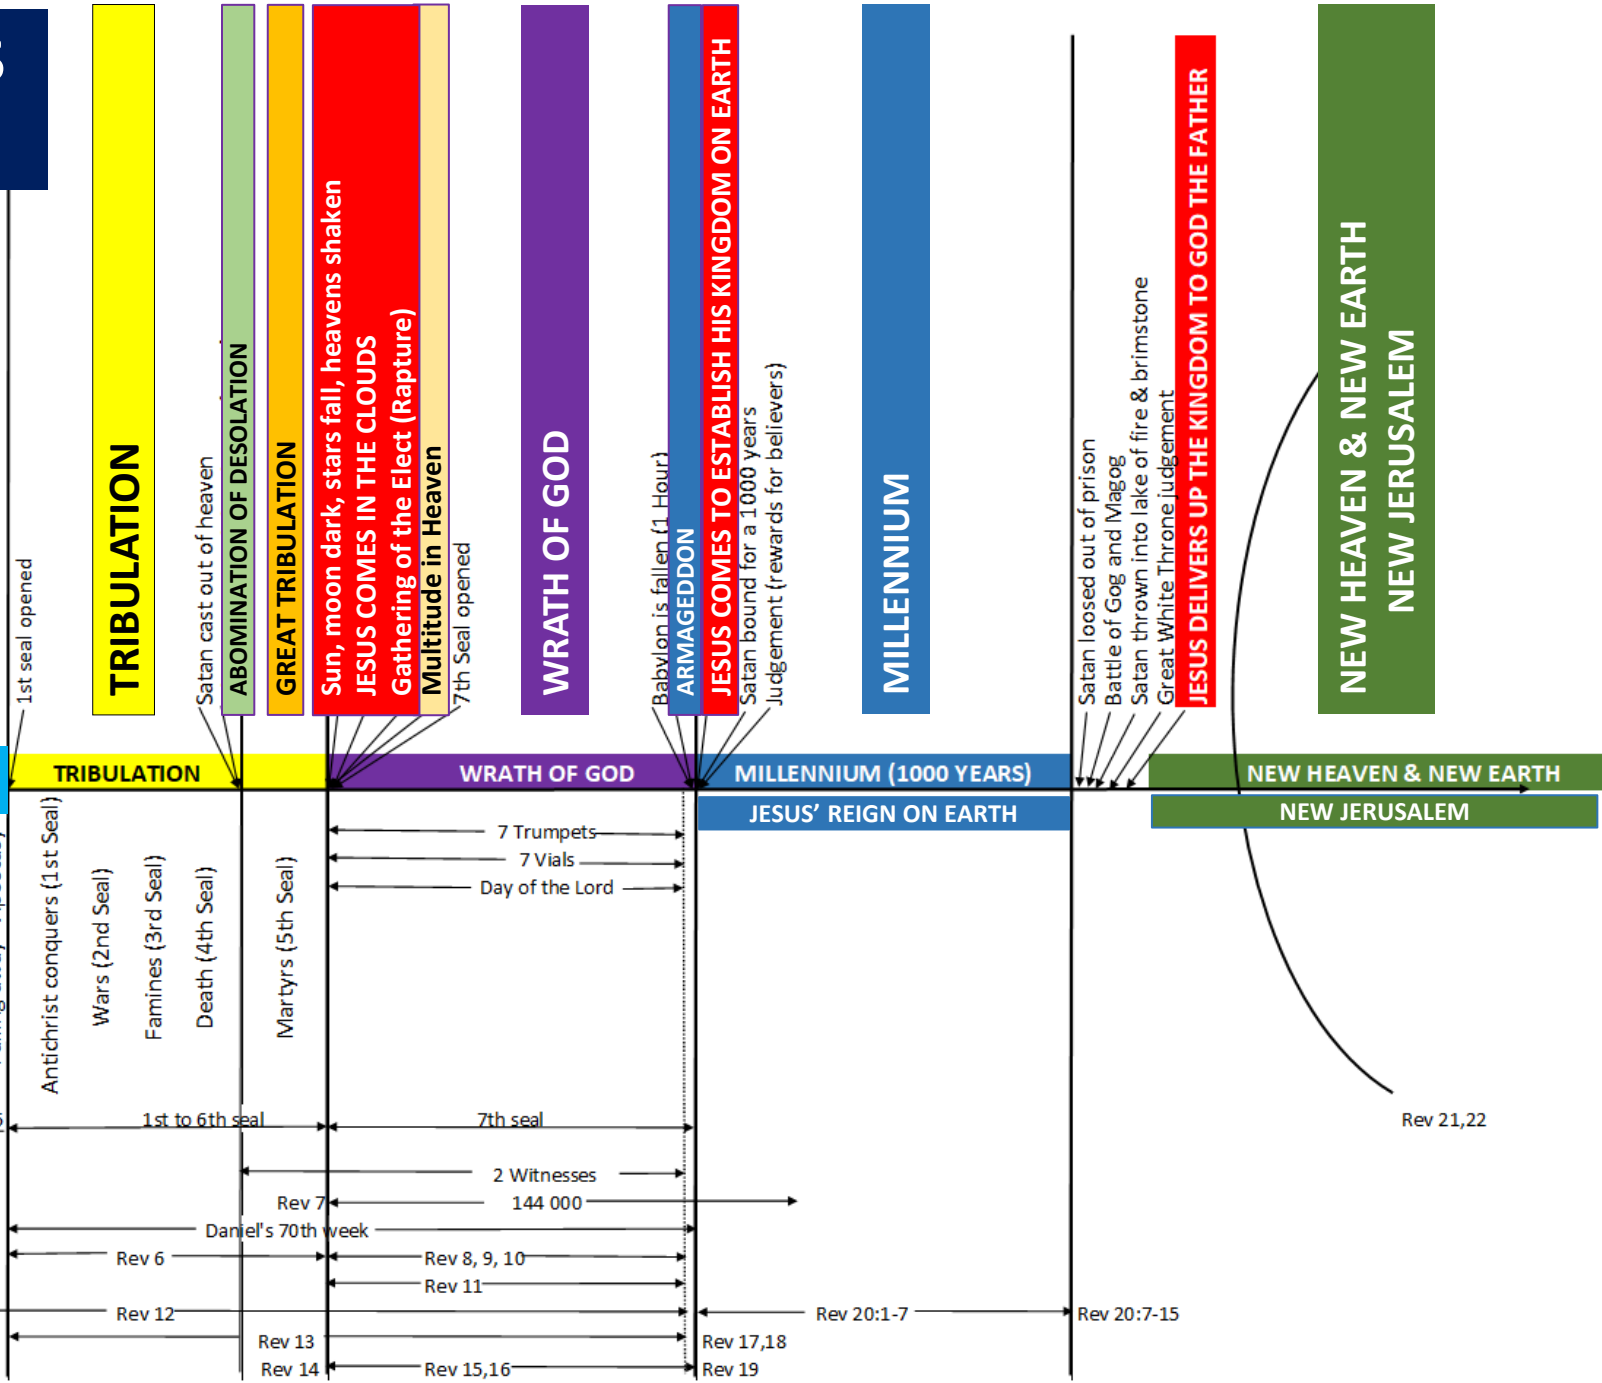 1st seal opened
TRIBULATION
Satan cast out of heaven
ABOMINATION OF DESOLATION
GREAT TRIBULATION
Sun, moon dark, stars fall, heavens shaken
JESUS COMES IN THE CLOUDS
Gathering of the Elect (Rapture)
Multitude in Heaven
7th Seal opened
WRATH OF GOD
Babylon is fallen (1 Hour)
ARMAGEDDON
JESUS COMES TO ESTABLISH HIS KINGDOM ON EARTH
Satan bound for a 1000 years
Judgement (rewards for believers)
MILLENNIUM
Satan loosed out of prison
Battle of Gog and Magog
Satan thrown into lake of fire & brimstone
Great White Throne judgement
JESUS DELIVERS UP THE KINGDOM TO GOD THE FATHER
NEW HEAVEN & NEW EARTH
NEW JERUSALEM
TRIBULATION
WRATH OF GOD
MILLENNIUM (1000 YEARS)
NEW HEAVEN & NEW EARTH
JESUS' REIGN ON EARTH
NEW JERUSALEM
7 Trumpets
7 Vials
Day of the Lord
Antichrist conquers (1st Seal)
Wars (2nd Seal)
Famines (3rd Seal)
Death (4th Seal)
Martyrs (5th Seal)
1st to 6th seal
7th seal
Rev 21,22
2 Witnesses
Rev 7
144 000
Daniel's 70th week
Rev 6
Rev 8, 9, 10
Rev 11
Rev 12
Rev 20:1-7
Rev 20:7-15
Rev 13
Rev 17,18
Rev 14
Rev 15,16
Rev 19